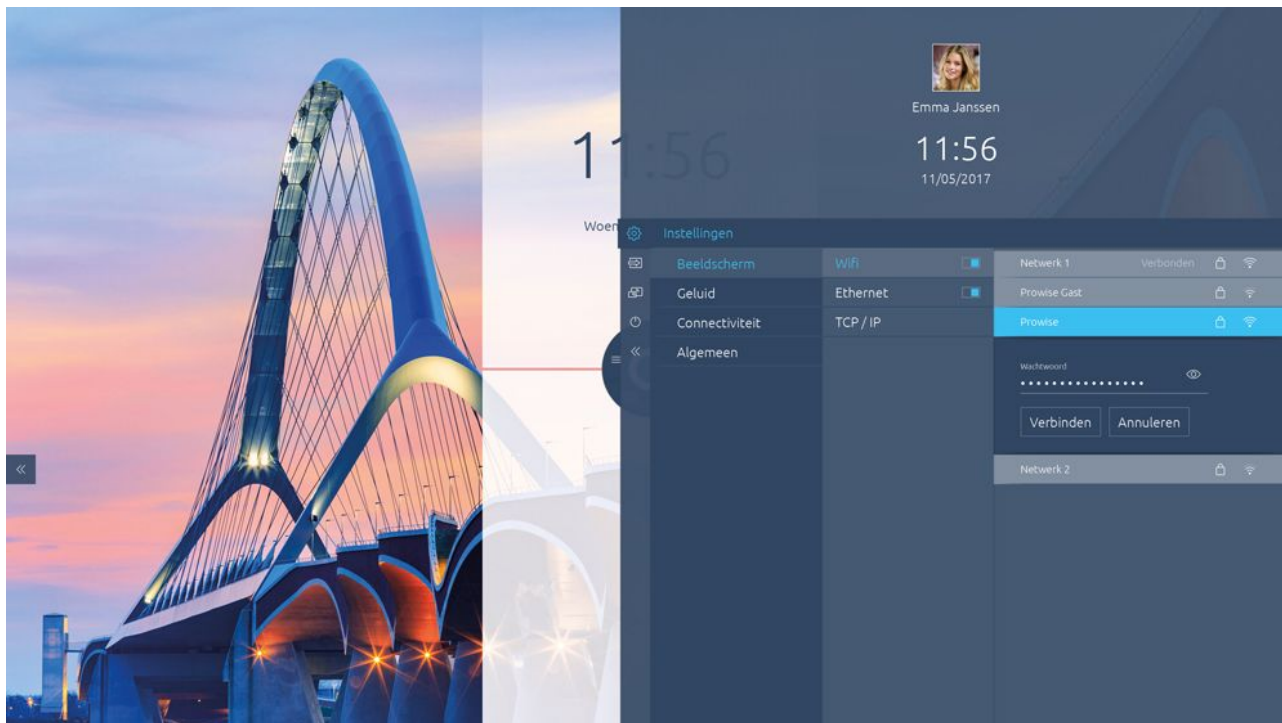 Emma Janssen
11:56
11/05/2017
11:56
Woen
Instellingen
Beeldscherm
Geluid
Connectiviteit
Algemeen
Wifi
Ethernet
TCP / IP
Netwerk 1 Verbonden
Prowise Gast
Prowise
Wachtwoord
Verbinden Annuleren
Netwerk 2